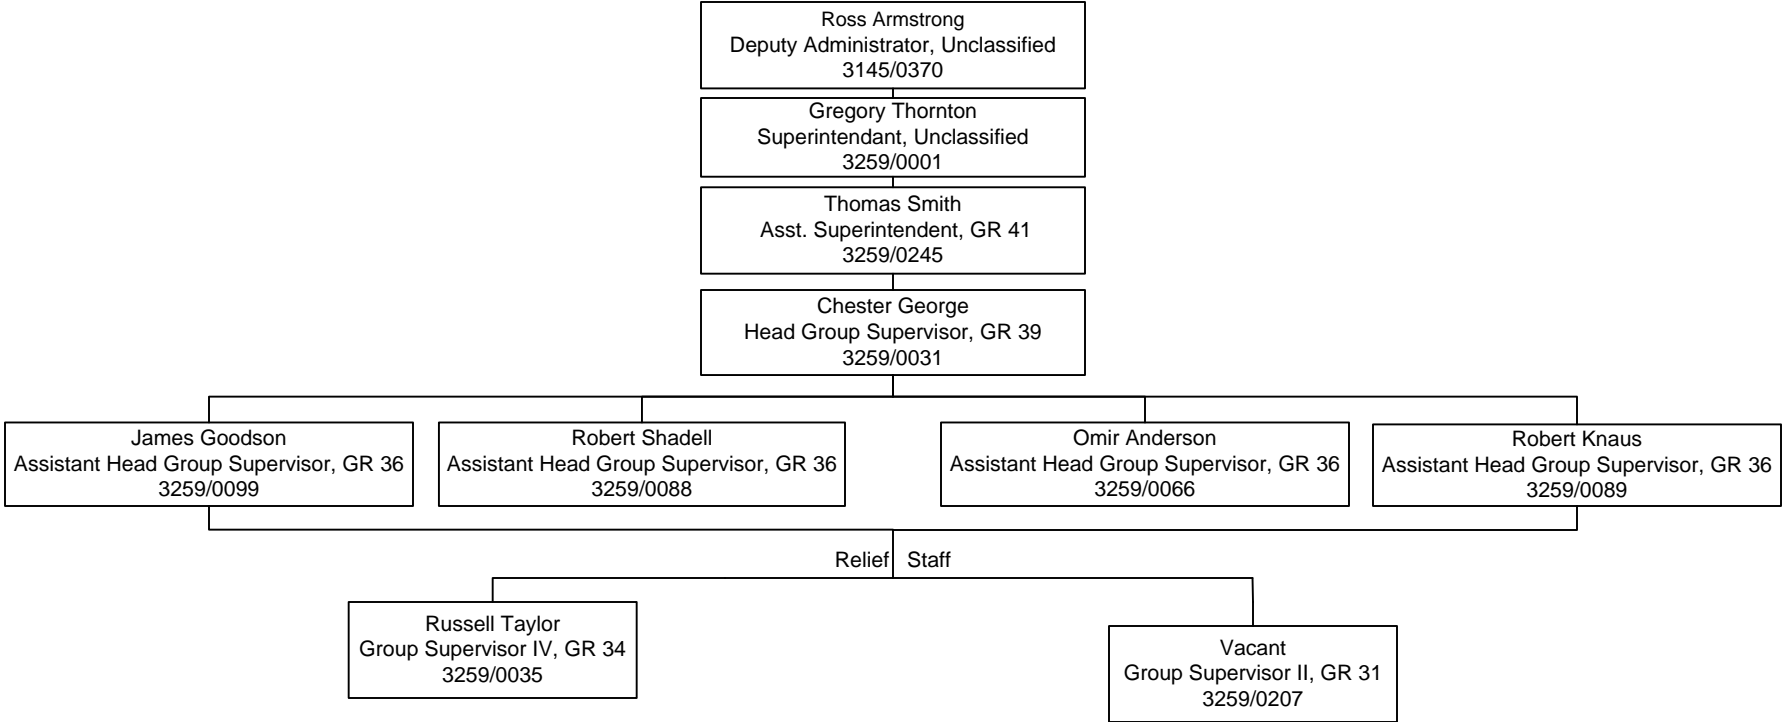 Ross Armstrong
Deputy Administrator, Unclassified
3145/0370
Gregory Thornton
Superintendant, Unclassified
3259/0001
Thomas Smith
Asst. Superintendent, GR 41
3259/0245
Chester George
Head Group Supervisor, GR 39
3259/0031
James Goodson
Assistant Head Group Supervisor, GR 36
3259/0099
Robert Shadell
Assistant Head Group Supervisor, GR 36
3259/0088
Omir Anderson
Assistant Head Group Supervisor, GR 36
3259/0066
Robert Knaus
Assistant Head Group Supervisor, GR 36
3259/0089
Relief Staff
Russell Taylor
Group Supervisor IV, GR 34
3259/0035
Vacant
Group Supervisor II, GR 31
3259/0207